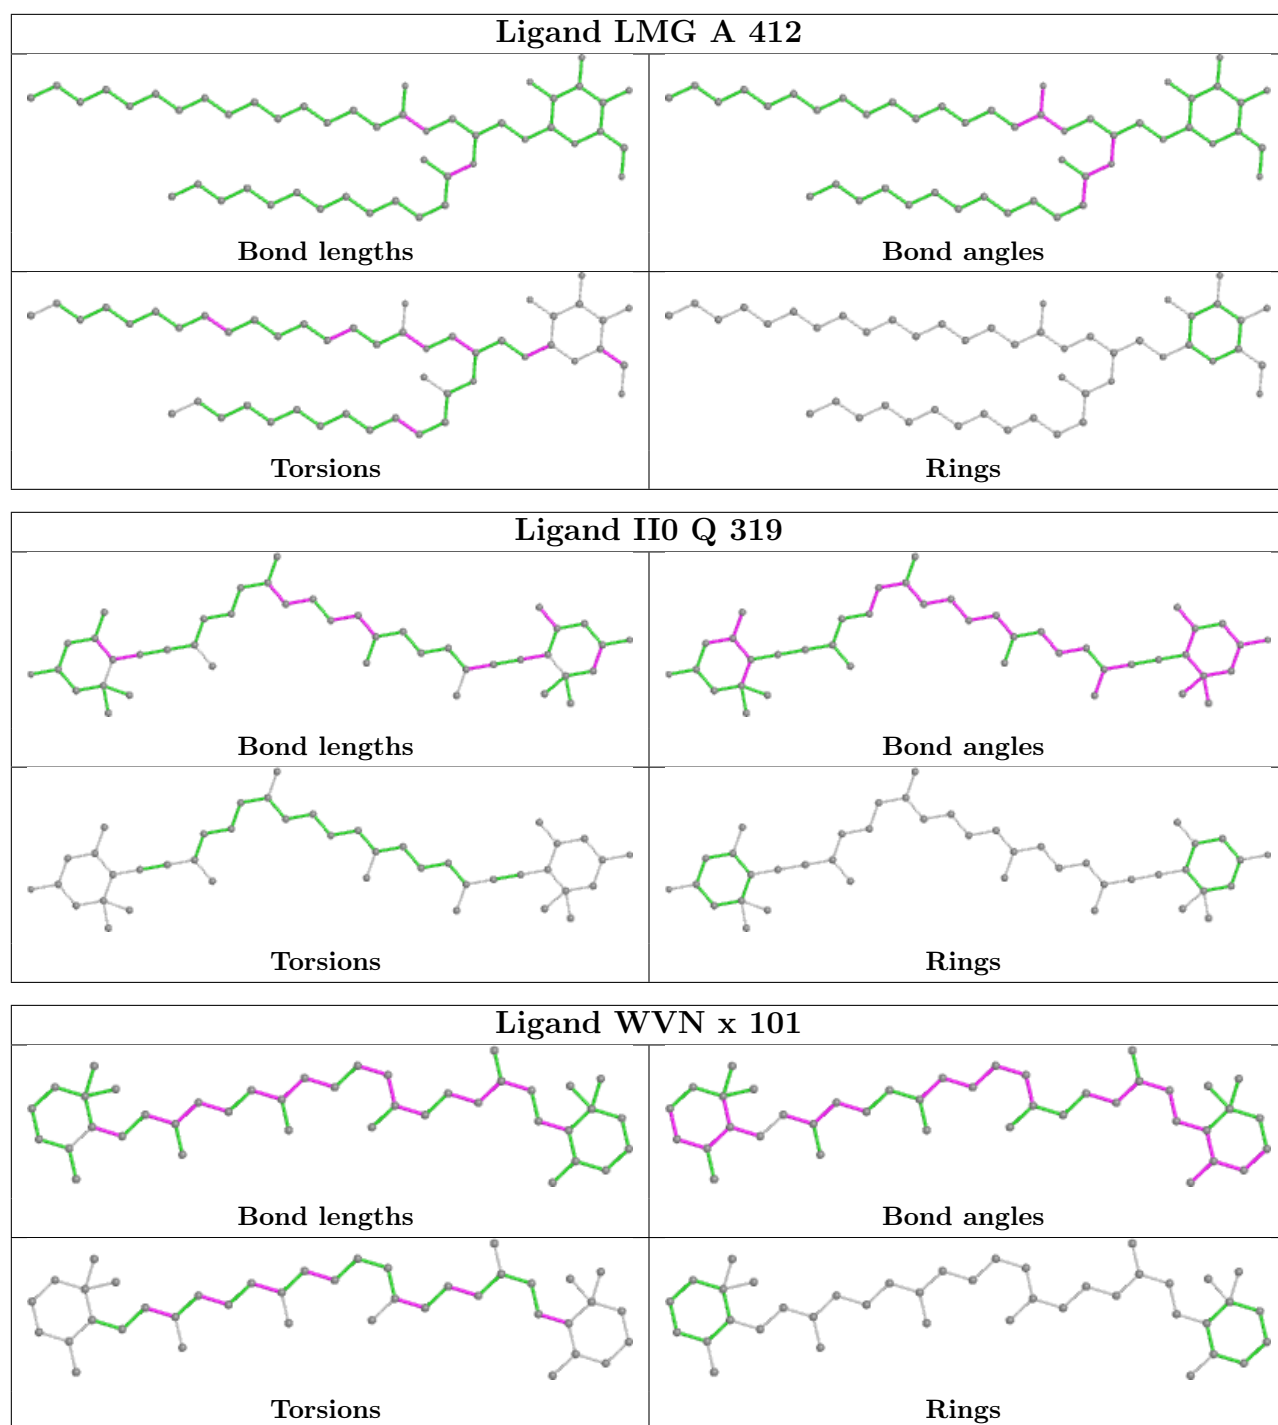 Ligand LMG A 412
Bond lengths
Bond angles
Torsions
Rings
Ligand II0 Q 319
Bond lengths
Bond angles
Torsions
Rings
Ligand WVN x 101
Bond lengths
Bond angles
Torsions
Rings